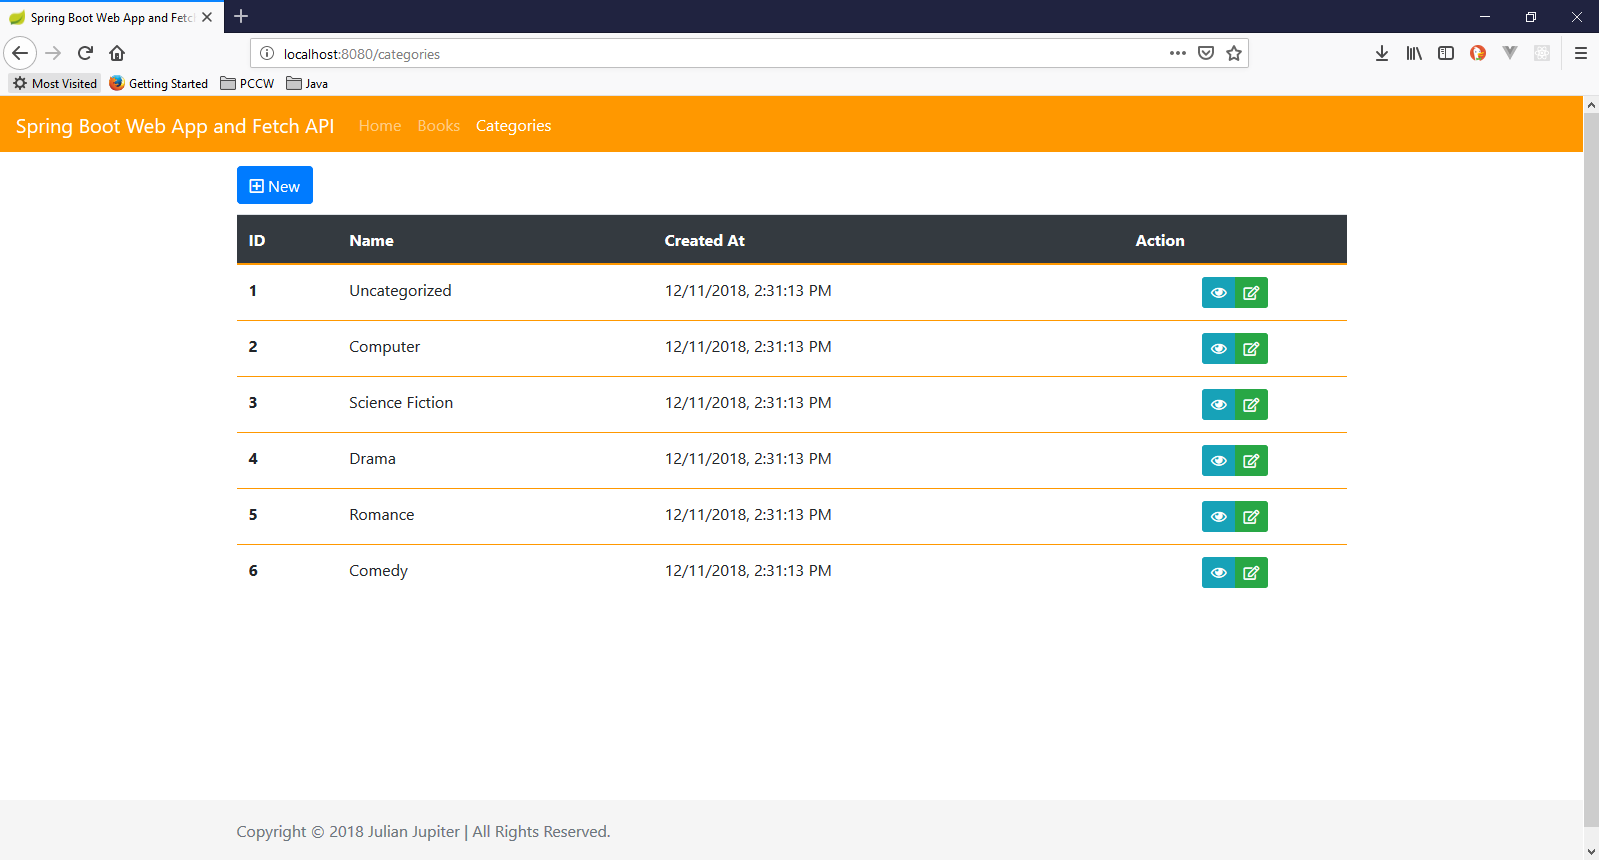 Spring Boot Web App and Fetc
localhost:8080/categories
Most Visited Getting Started PCCW Java
Spring Boot Web App and Fetch API Home Books Categories
New
ID Name Created At Action
1 Uncategorized 12/11/2018, 2:31:13 PM
2 Computer 12/11/2018, 2:31:13 PM
3 Science Fiction 12/11/2018, 2:31:13 PM
4 Drama 12/11/2018, 2:31:13 PM
5 Romance 12/11/2018, 2:31:13 PM
6 Comedy 12/11/2018, 2:31:13 PM
Copyright © 2018 Julian Jupiter | All Rights Reserved.